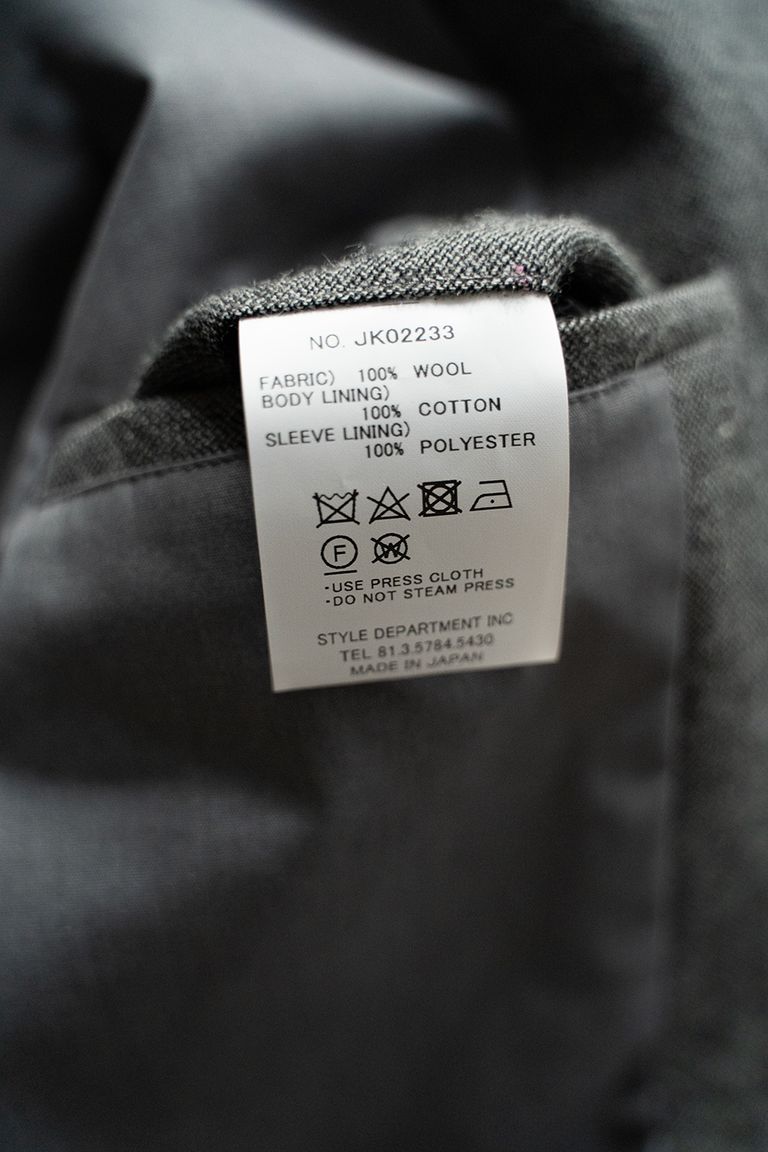 NO. JK02233
FABRIC) 100% WOOL
BODY LINING)
100% COTTON
SLEEVE LINING)
100% POLYESTER
F W
-USE PRESS CLOTH
-DO NOT STEAM PRESS
STYLE DEPARTMENT INC
TEL 81.3.5784.5430
MADE IN JAPAN